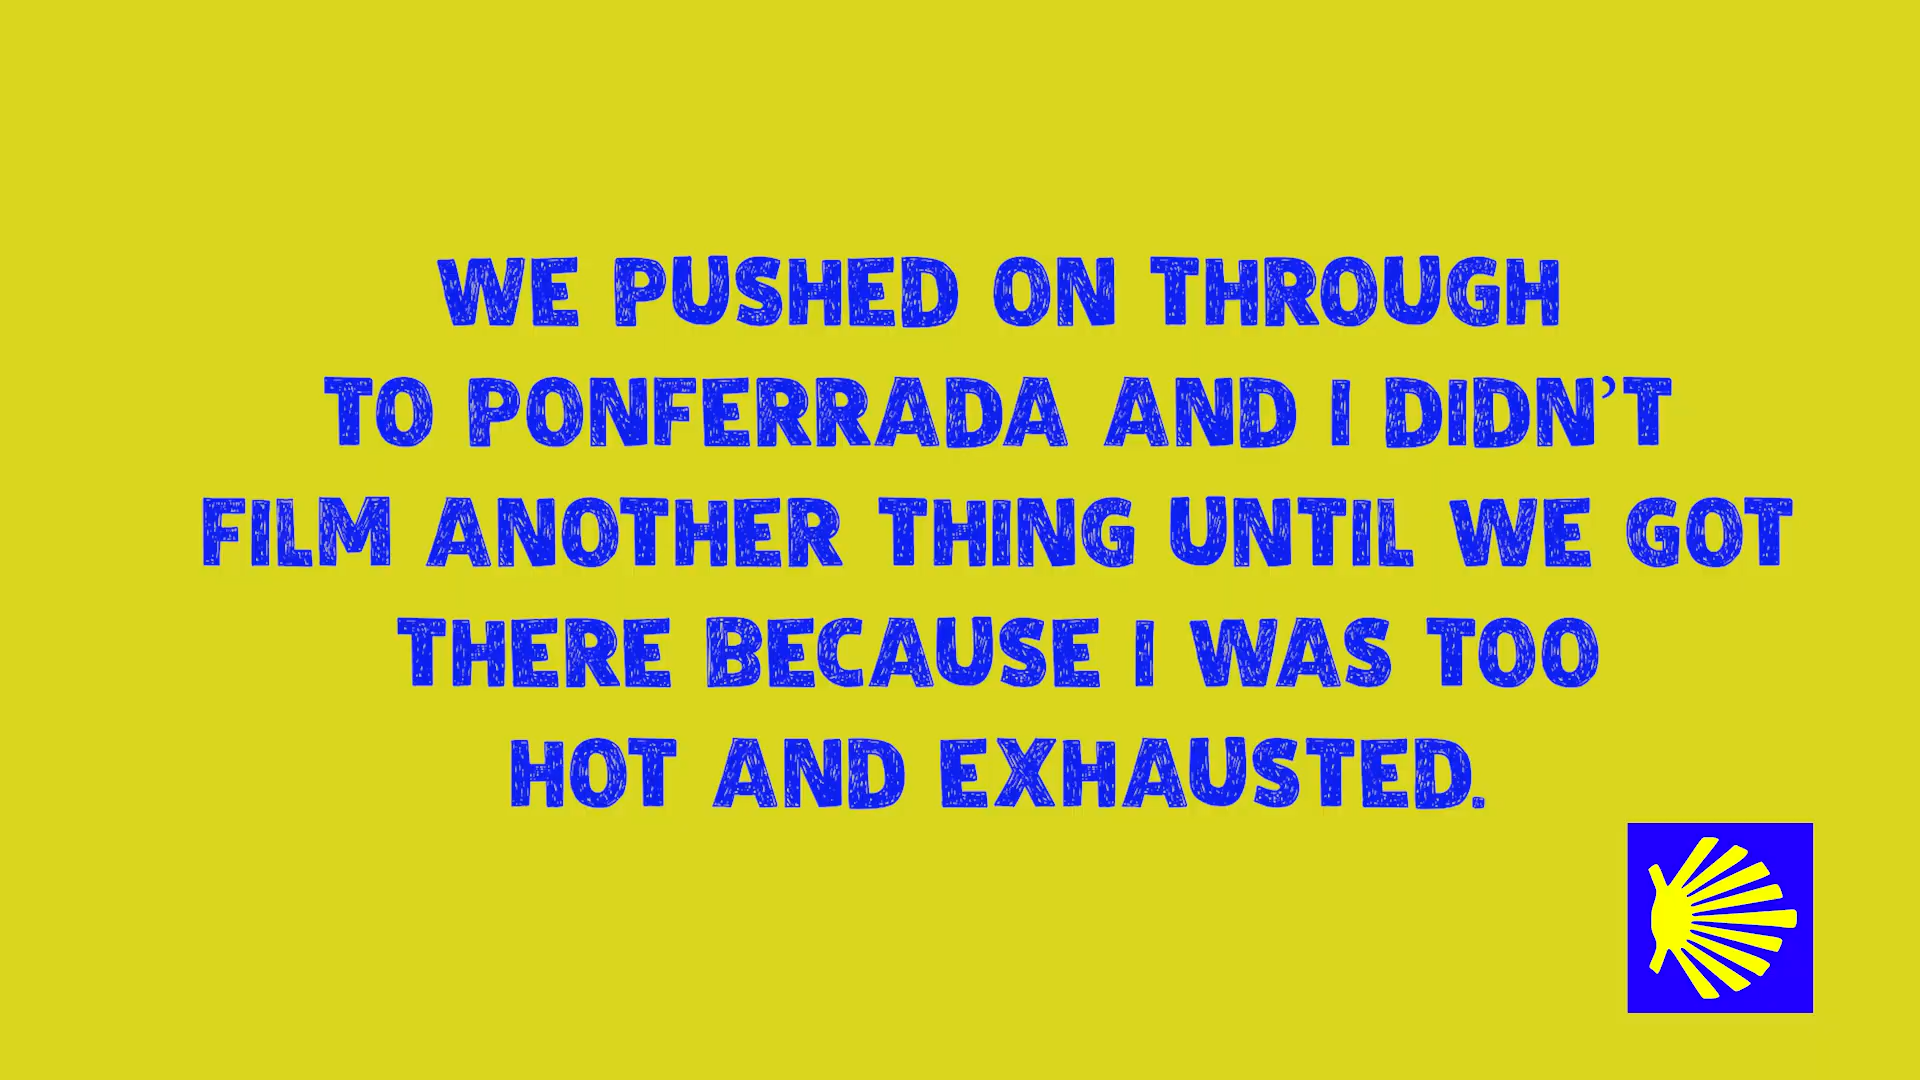 WE PUSHED ON THROUGH
TO PONFERRADA AND I DIDN’T
FILM ANOTHER THING UNTIL WE GOT
THERE BECAUSE I WAS TOO
HOT AND EXHAUSTED.